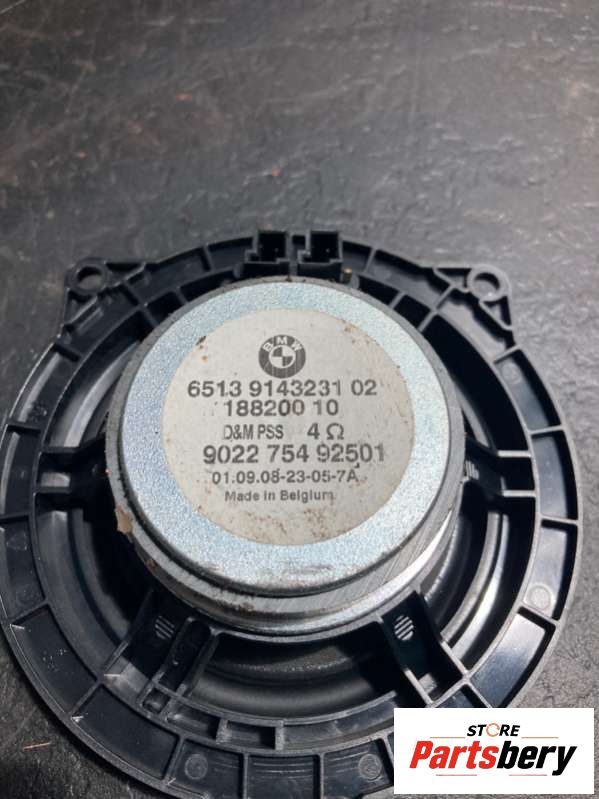 BMW
6513 9143231 02
188200 10
D&M PSS 4 Ω
9022 754 92501
01.09.08-23-05-7A
Made in Belgium
STORE
Partsbery